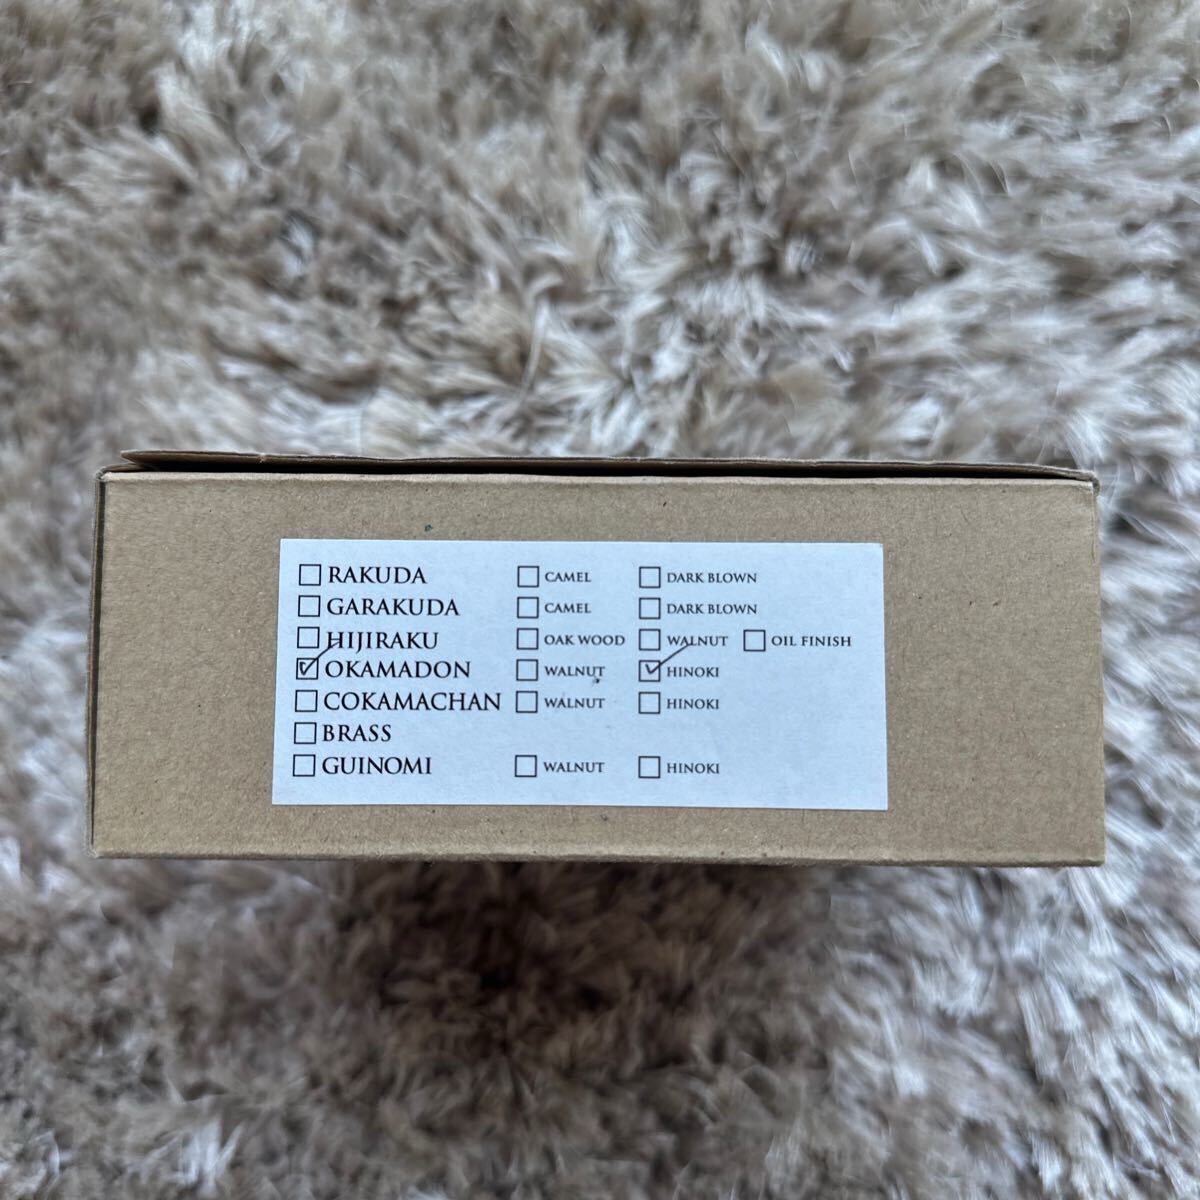 ☐ RAKUDA ☐ CAMEL ☐ DARK BLOWN
☐ GARAKUDA ☐ CAMEL ☐ DARK BLOWN
☐ HIJIRAKU ☐ OAK WOOD ☐ WALNUT ☐ OIL FINISH
☑ OKAMADON ☐ WALNUT ☑ HINOKI
☐ COKAMACHAN ☐ WALNUT ☐ HINOKI
☐ BRASS
☐ GUINOMI ☐ WALNUT ☐ HINOKI